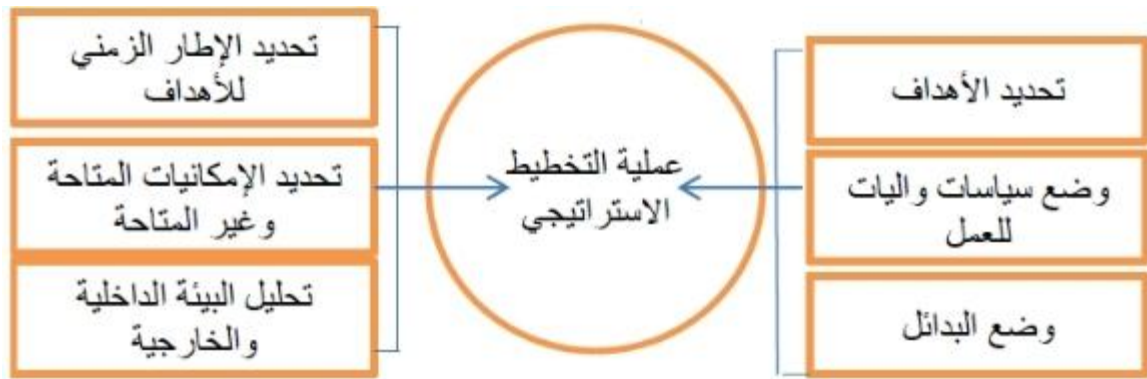 تحديد الأهداف
وضع سياسات واليات
للعمل
وضع البدائل
عملية التخطيط
الاستراتيجي
تحديد الإطار الزمني
للأهداف
تحديد الإمكانيات المتاحة
وغير المتاحة
تحليل البيئة الداخلية
والخارجية